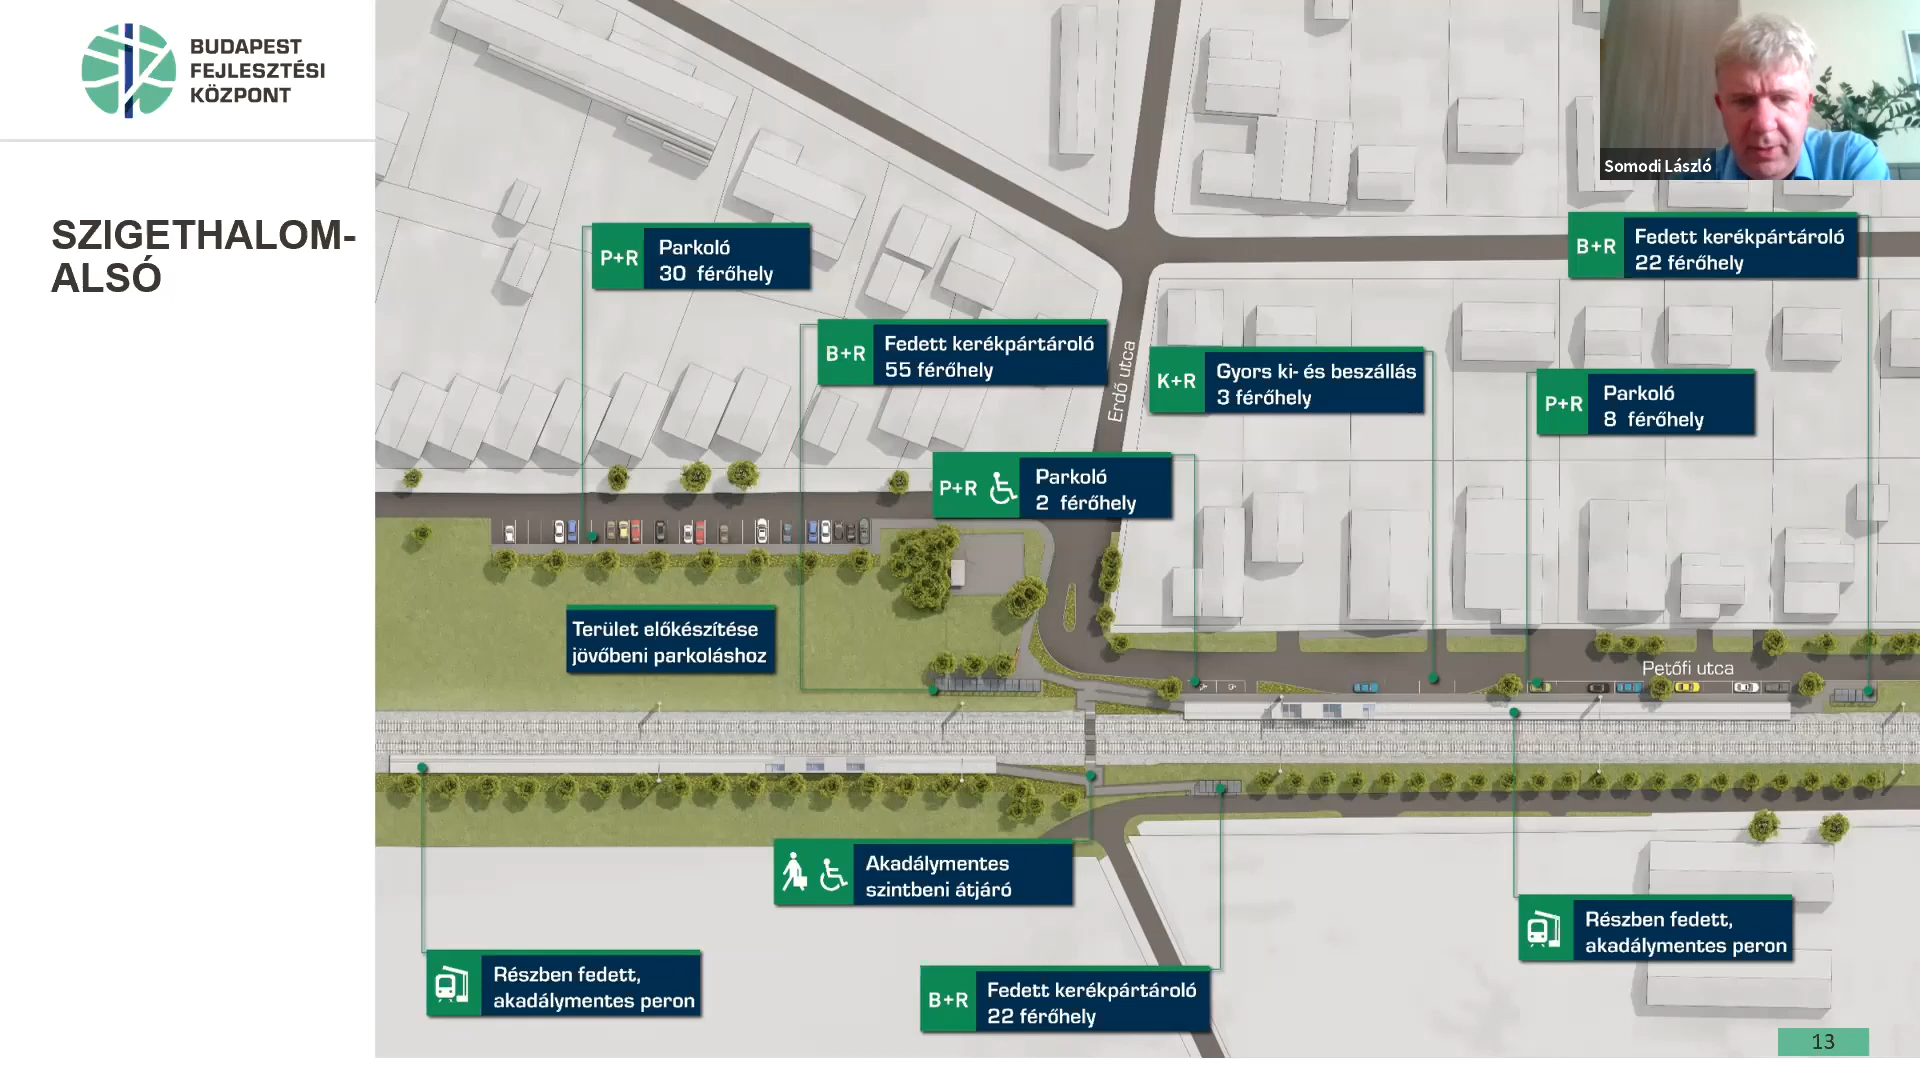 BUDAPEST
FEJLESZTÉSI
KÖZPONT
SZIGETHALOM-
ALSÓ
Somodi László
P+R
Parkoló
30 férőhely
B+R
Fedett kerékpártároló
22 férőhely
B+R
Fedett kerékpártároló
55 férőhely
Erdő utca
K+R
Gyors ki- és beszállás
3 férőhely
P+R
Parkoló
8 férőhely
P+R
Parkoló
2 férőhely
Terület előkészítése
jövőbeni parkoláshoz
Petőfi utca
Akadálymentes
szintbeni átjáró
Részben fedett,
akadálymentes peron
Részben fedett,
akadálymentes peron
B+R
Fedett kerékpártároló
22 férőhely
13